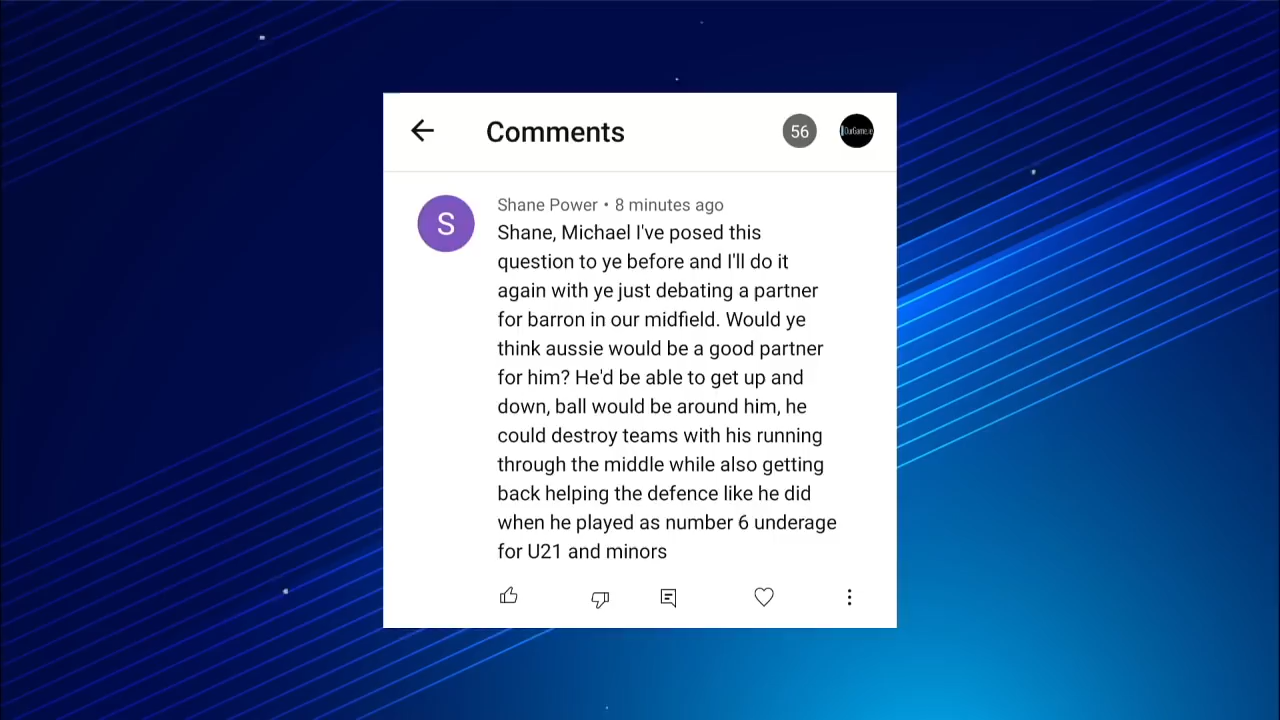 Comments
56
OurGame.ie
S
Shane Power • 8 minutes ago
Shane, Michael I've posed this
question to ye before and I'll do it
again with ye just debating a partner
for barron in our midfield. Would ye
think aussie would be a good partner
for him? He'd be able to get up and
down, ball would be around him, he
could destroy teams with his running
through the middle while also getting
back helping the defence like he did
when he played as number 6 underage
for U21 and minors